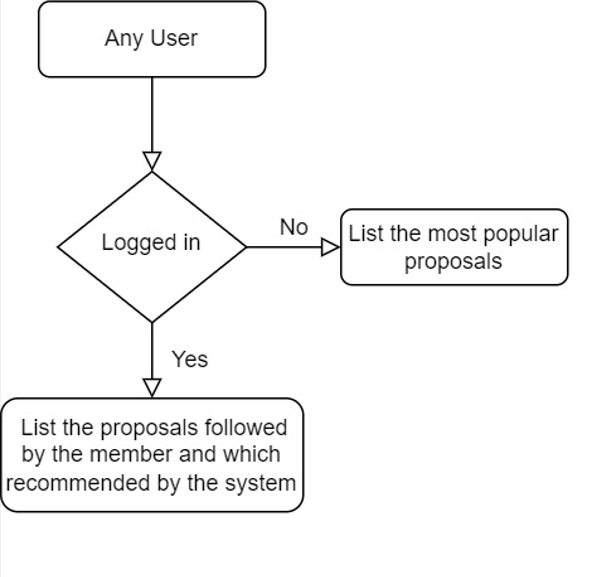 Any User
Logged in
No
List the most popular
proposals
Yes
List the proposals followed
by the member and which
recommended by the system